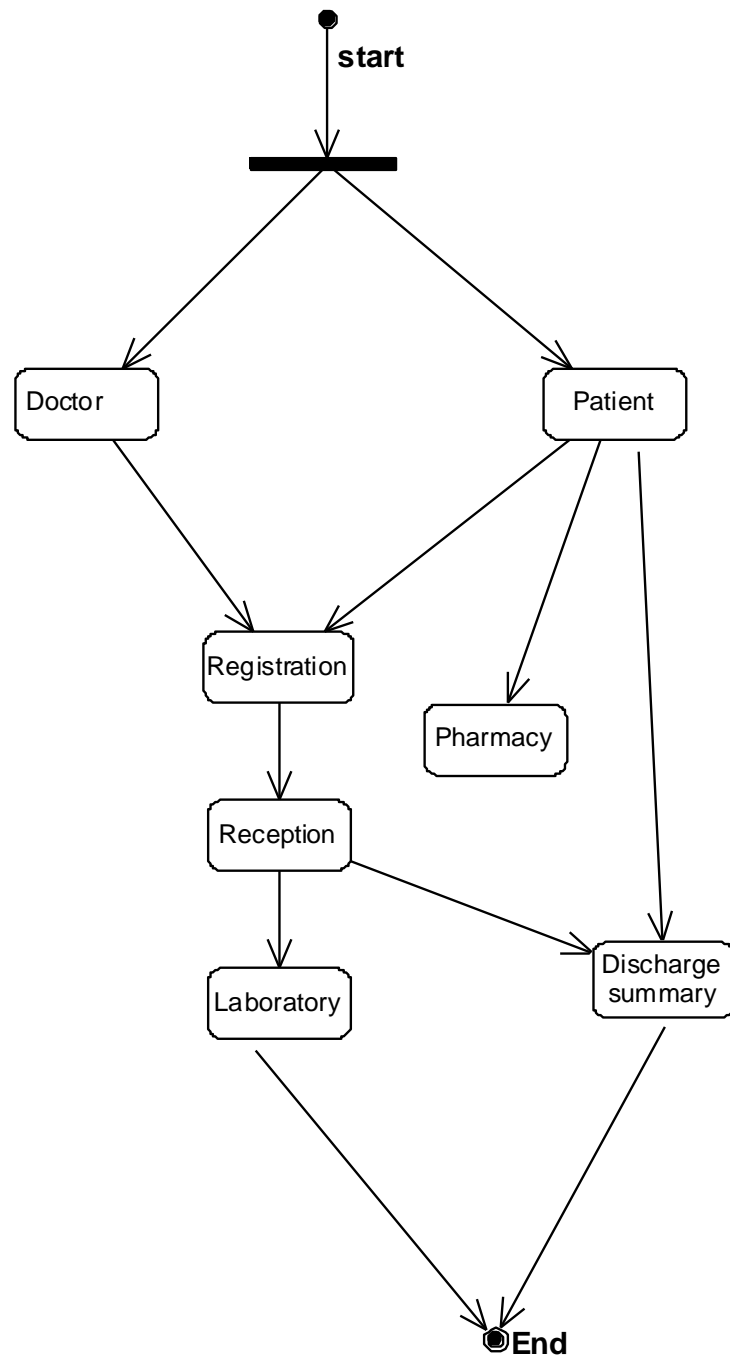 start
Doctor
Patient
Registration
Pharmacy
Reception
Discharge
summary
Laboratory
End